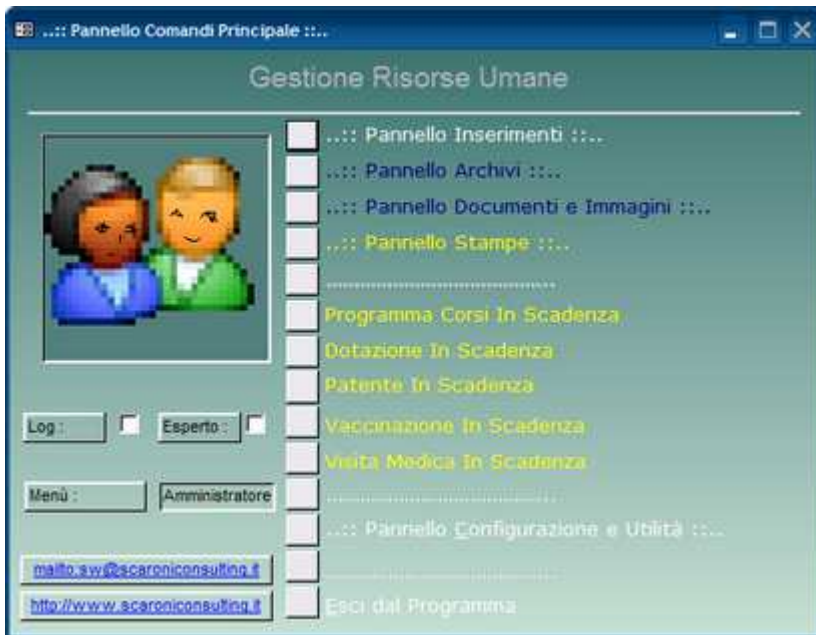 ..:: Pannello Comandi Principale ::..
Gestione Risorse Umane
..:: Pannello Inserimenti ::..
..:: Pannello Archivi ::..
..:: Pannello Documenti e Immagini ::..
..:: Pannello Stampe ::..
Programma Corsi In Scadenza
Dotazione In Scadenza
Patente In Scadenza
Log :
Esperto :
Vaccinazione In Scadenza
Visita Medica In Scadenza
Menù :
Amministratore
..:: Pannello Configurazione e Utilità ::..
mailto:sw@scaroniconsulting.it
http://www.scaroniconsulting.it
Esci dal Programma